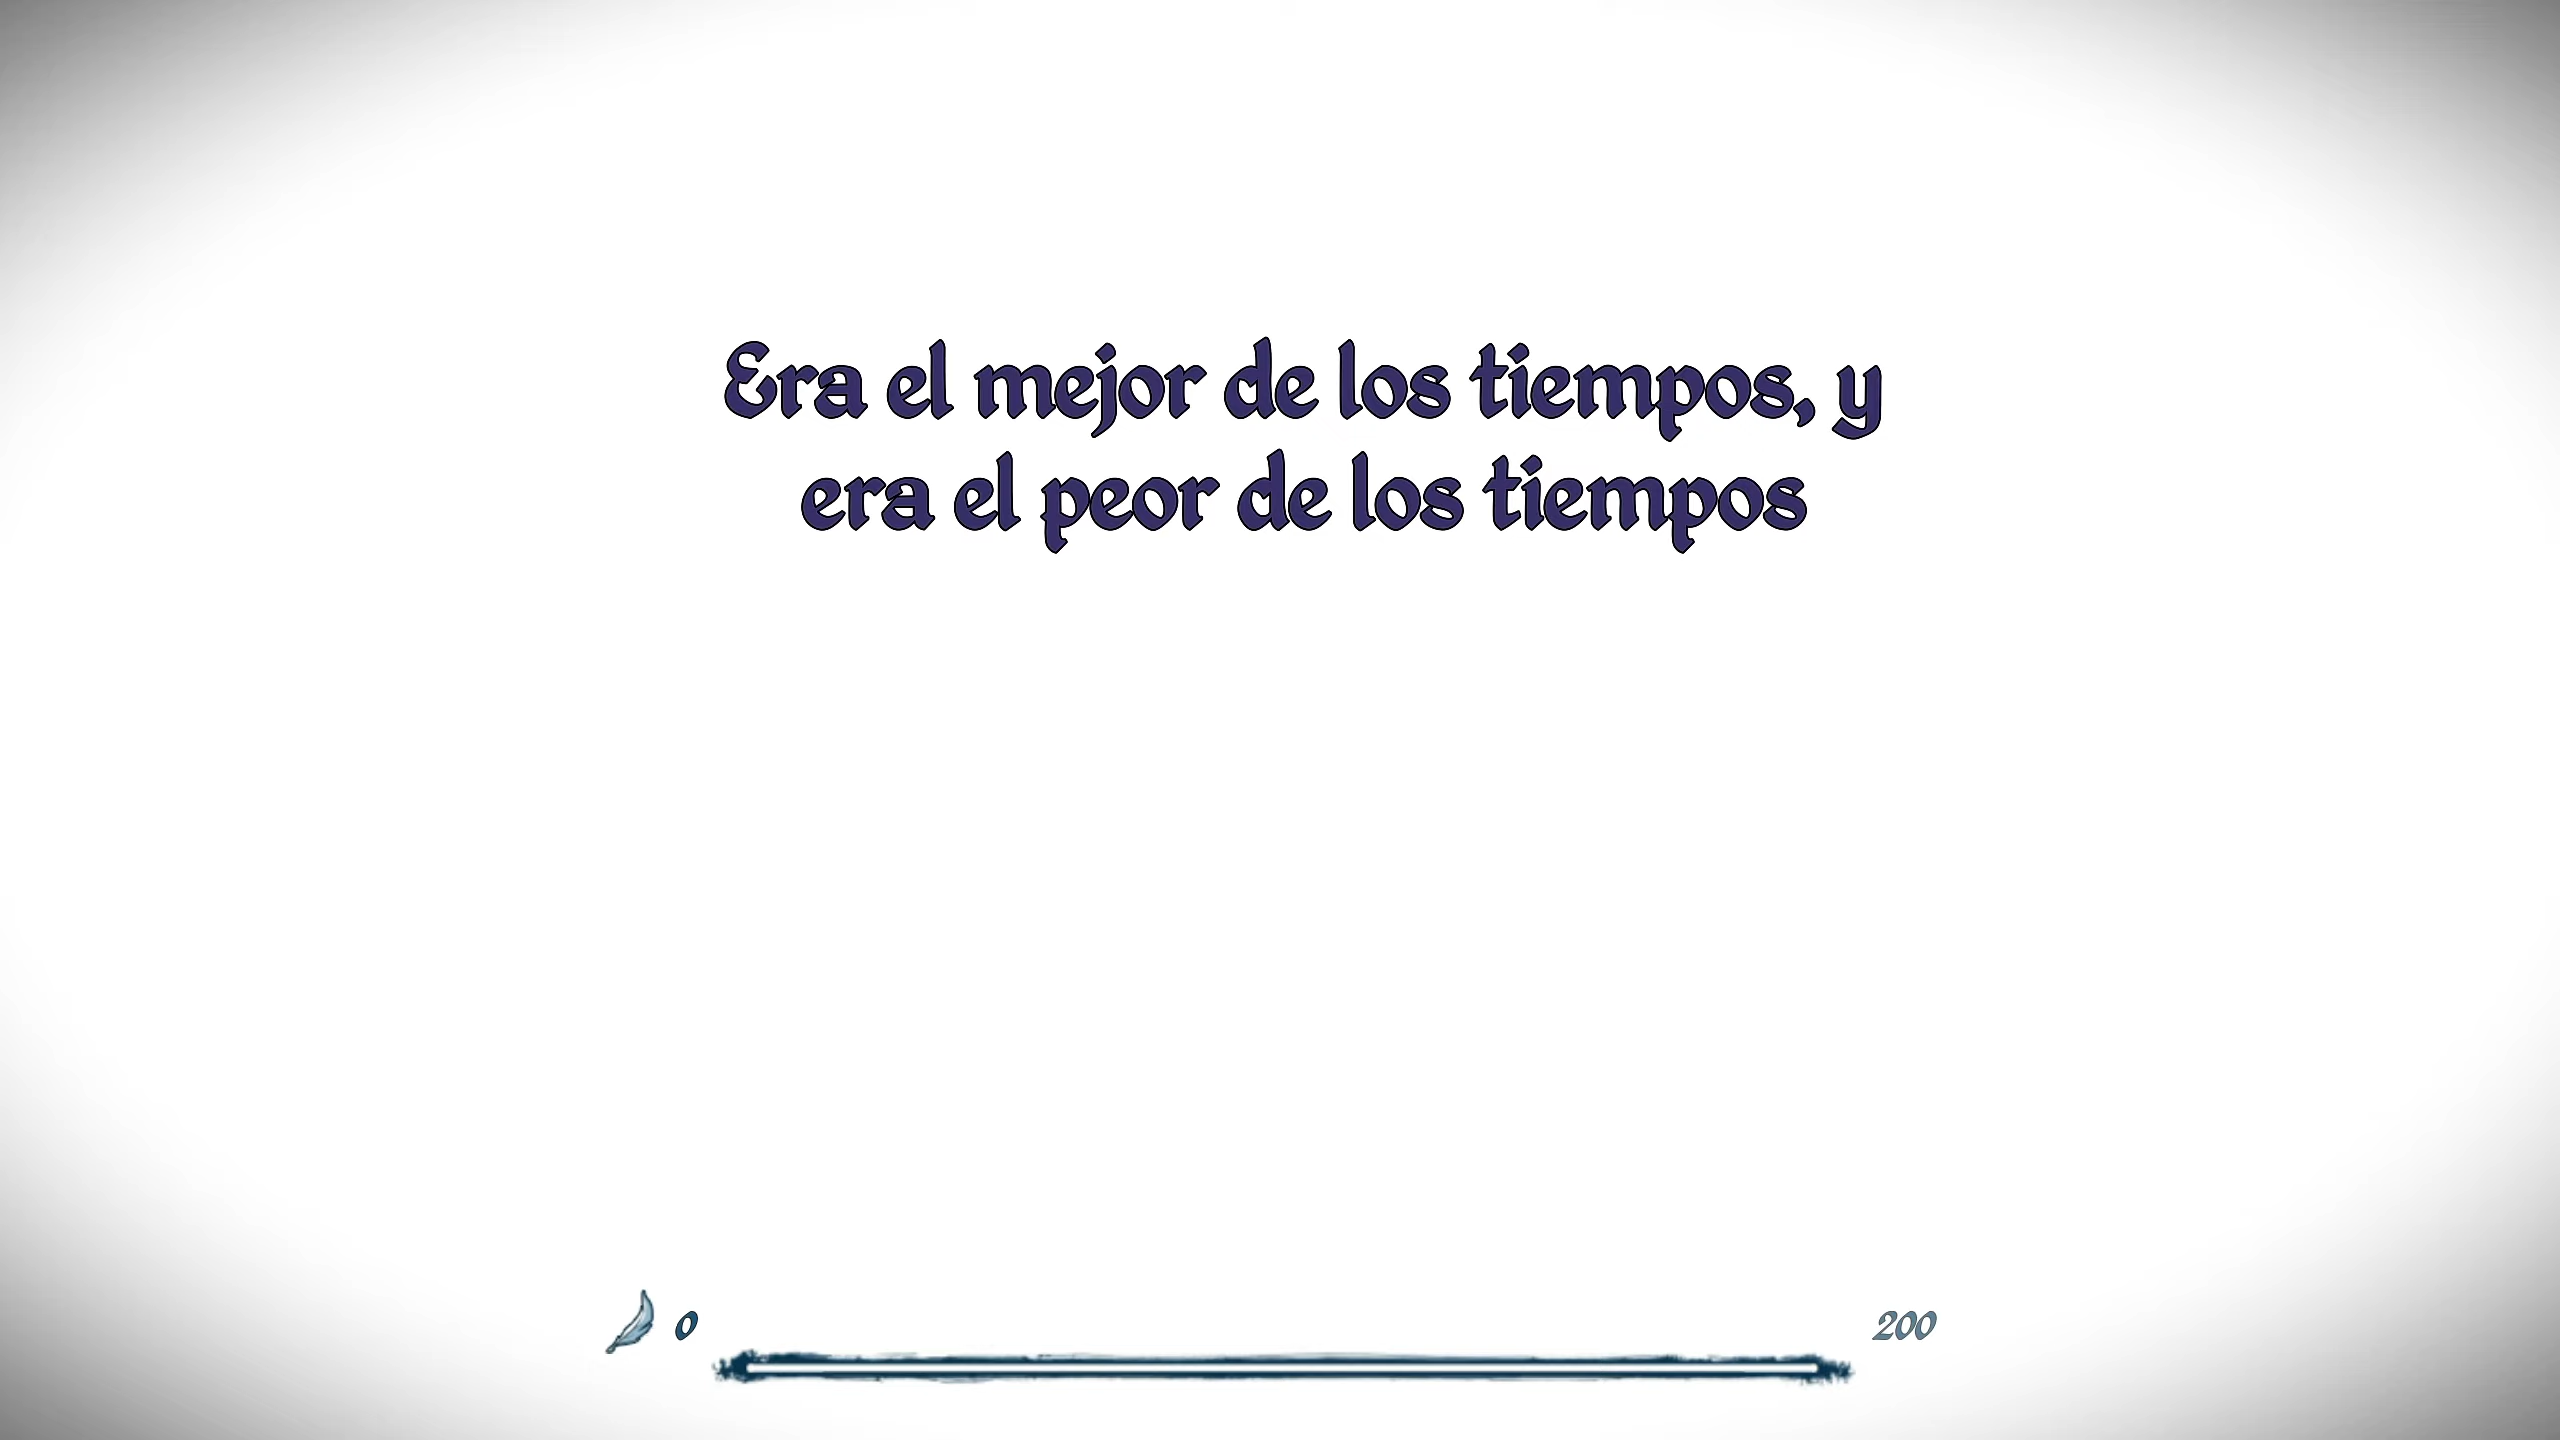 Era el mejor de los tiempos, y
era el peor de los tiempos
0
200